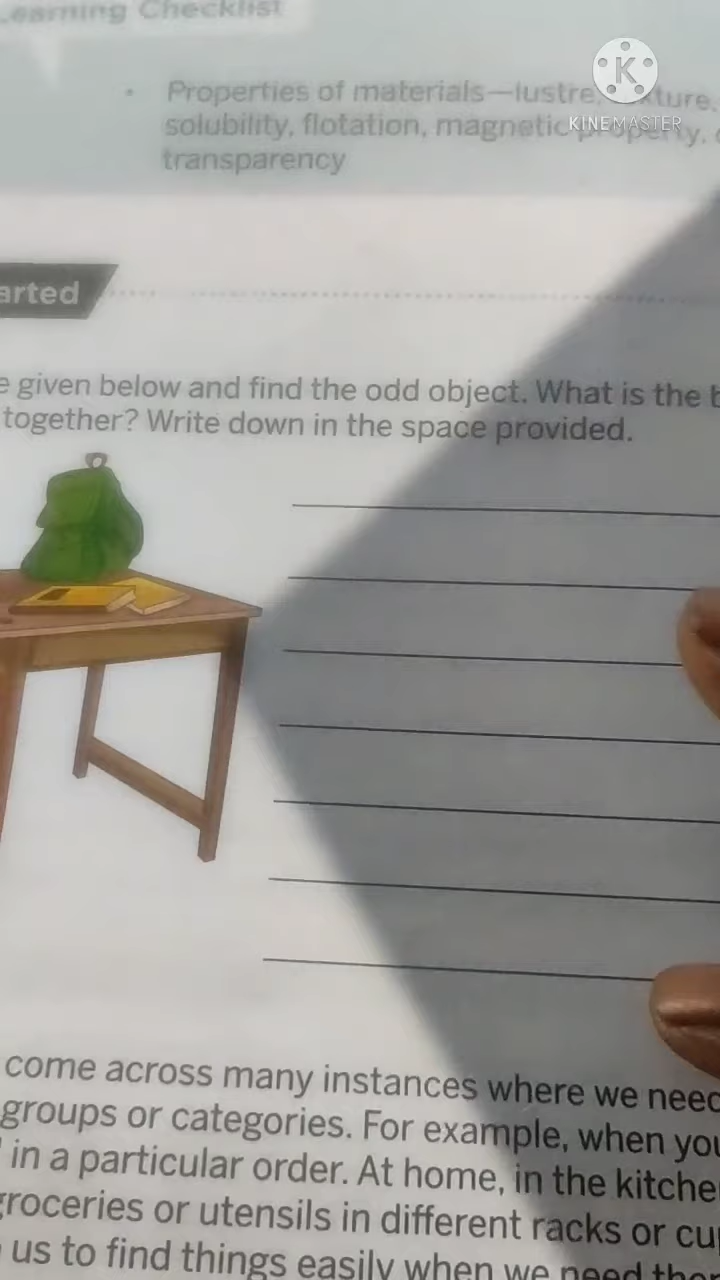 Learning Checklist
• Properties of materials—lustre,
solubility, flotation, magnetic property,
transparency
KINEMASTER
arted
e given below and find the odd object. What is the b
together? Write down in the space provided.
come across many instances where we need
groups or categories. For example, when you
in a particular order. At home, in the kitche
groceries or utensils in different racks or cu
us to find things easily when we need